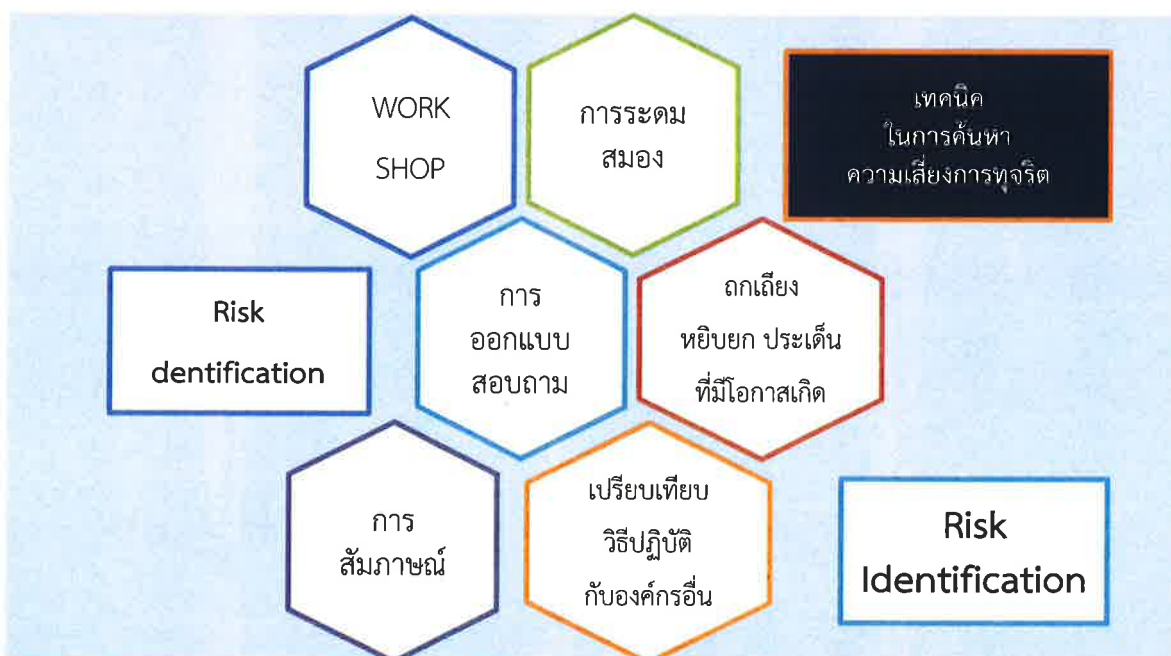 WORK
SHOP
การระดม
สมอง
เทคนิค
ในการค้นหา
ความเสี่ยงการทุจริต
Risk
dentification
การ
ออกแบบ
สอบถาม
ถกเถียง
หยิบยก ประเด็น
ที่มีโอกาสเกิด
การ
สัมภาษณ์
เปรียบเทียบ
วิธีปฏิบัติ
กับองค์กรอื่น
Risk
Identification